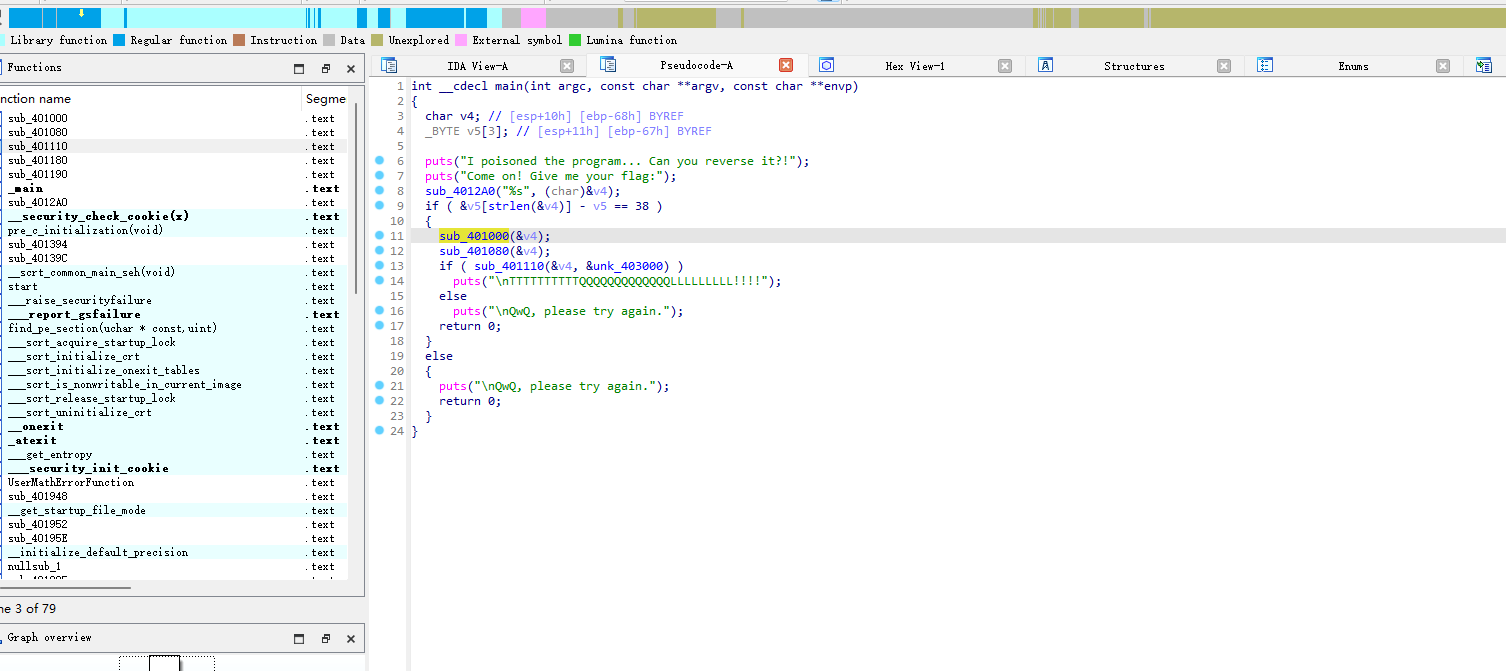 Library function Regular function Instruction Data Unexplored External symbol Lumina function
Functions
IDA View-A Pseudocode-A Hex View-1 Structures Enums
nction name Segme
sub_401000 .text
sub_401080 .text
sub_401110 .text
sub_401180 .text
sub_401190 .text
_main .text
sub_4012A0 .text
__security_check_cookie(x) .text
pre_c_initialization(void) .text
sub_401394 .text
sub_40139C .text
__scrt_common_main_seh(void) .text
start .text
___raise_securityfailure .text
___report_gsfailure .text
find_pe_section(uchar * const,uint) .text
___scrt_acquire_startup_lock .text
___scrt_initialize_crt .text
___scrt_initialize_onexit_tables .text
___scrt_is_nonwritable_in_current_image .text
___scrt_release_startup_lock .text
___scrt_uninitialize_crt .text
__onexit .text
_atexit .text
___get_entropy .text
___security_init_cookie .text
UserMathErrorFunction .text
sub_401948 .text
__get_startup_file_mode .text
sub_401952 .text
sub_40195E .text
__initialize_default_precision .text
nullsub_1 .text
ne 3 of 79
Graph overview
1 int __cdecl main(int argc, const char **argv, const char **envp)
2 {
3 char v4; // [esp+10h] [ebp-68h] BYREF
4 _BYTE v5[3]; // [esp+11h] [ebp-67h] BYREF
5
6 puts("I poisoned the program... Can you reverse it?!");
7 puts("Come on! Give me your flag:");
8 sub_4012A0("%s", (char)&v4);
9 if ( &v5[strlen(&v4)] - v5 == 38 )
10 {
11 sub_401000(&v4);
12 sub_401080(&v4);
13 if ( sub_401110(&v4, &unk_403000) )
14 puts("\nTTTTTTTTTTQQQQQQQQQQQQQLLLLLLLLL!!!!");
15 else
16 puts("\nQwQ, please try again.");
17 return 0;
18 }
19 else
20 {
21 puts("\nQwQ, please try again.");
22 return 0;
23 }
24 }